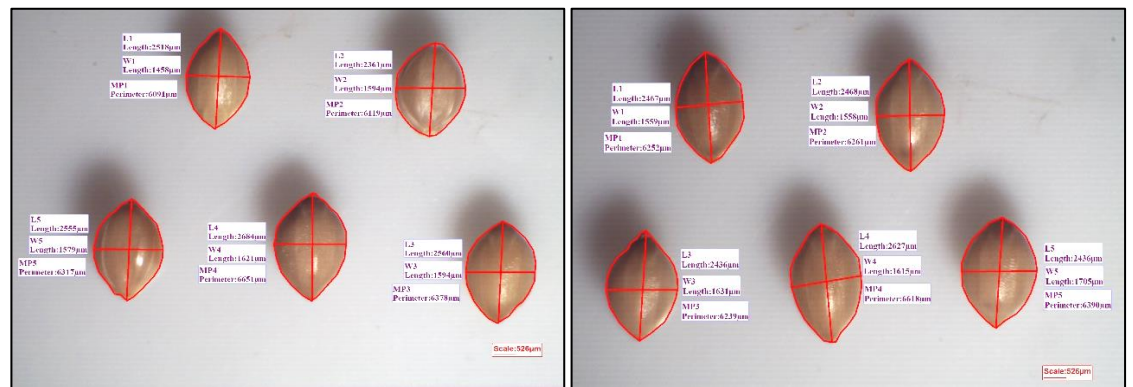 L1
Length:2518μm
W1
Length:1458μm
MP1
Perimeter:6091μm
L2
Length:2361μm
W2
Length:1594μm
MP2
Perimeter:6119μm
L5
Length:2555μm
W5
Length:1579μm
MP5
Perimeter:6317μm
L4
Length:2684μm
W4
Length:1621μm
MP4
Perimeter:6651μm
L3
Length:2560μm
W3
Length:1594μm
MP3
Perimeter:6378μm
Scale:526μm
L1
Length:2467μm
W1
Length:1559μm
MP1
Perimeter:6252μm
L2
Length:2468μm
W2
Length:1558μm
MP2
Perimeter:6261μm
L3
Length:2436μm
W3
Length:1631μm
MP3
Perimeter:6239μm
L4
Length:2627μm
W4
Length:1615μm
MP4
Perimeter:6618μm
L5
Length:2436μm
W5
Length:1705μm
MP5
Perimeter:6390μm
Scale:526μm